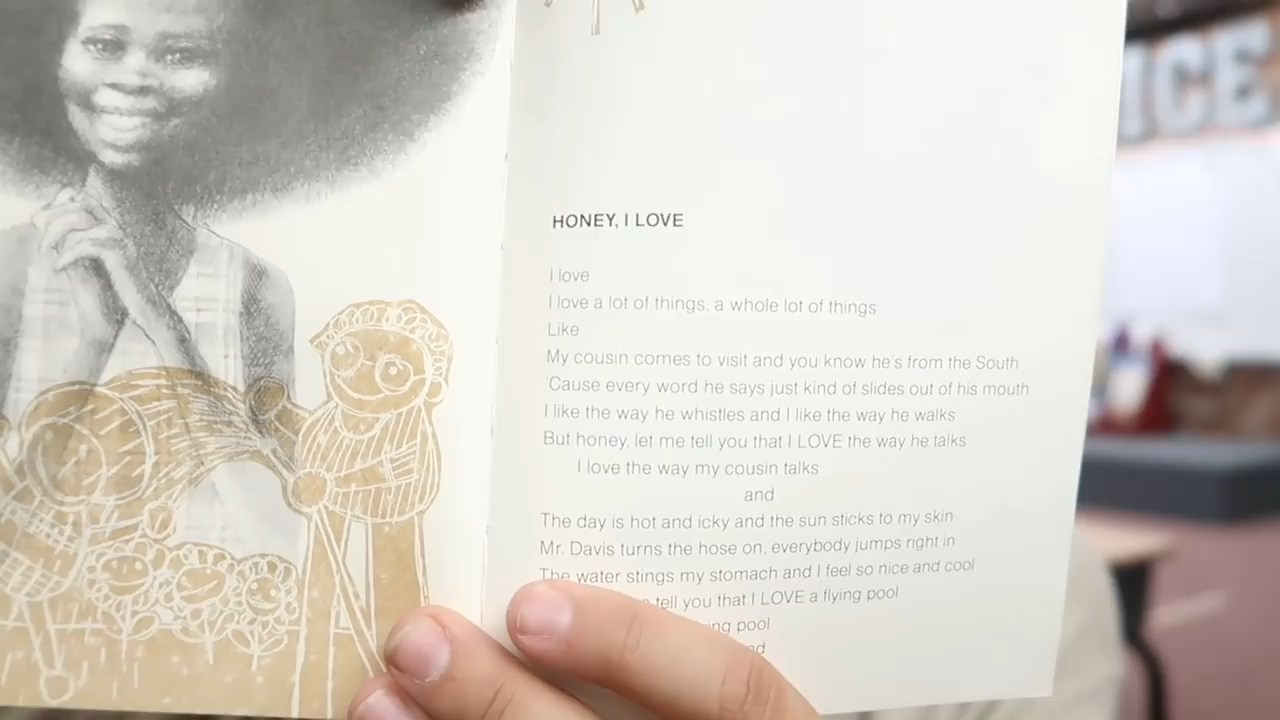 HONEY, I LOVE
I love
I love a lot of things, a whole lot of things
Like
My cousin comes to visit and you know he's from the South
'Cause every word he says just kind of slides out of his mouth
I like the way he whistles and I like the way he walks
But honey, let me tell you that I LOVE the way he talks
I love the way my cousin talks
and
The day is hot and icky and the sun sticks to my skin
Mr. Davis turns the hose on, everybody jumps right in
The water stings my stomach and I feel so nice and cool
tell you that I LOVE a flying pool
pool
ICE